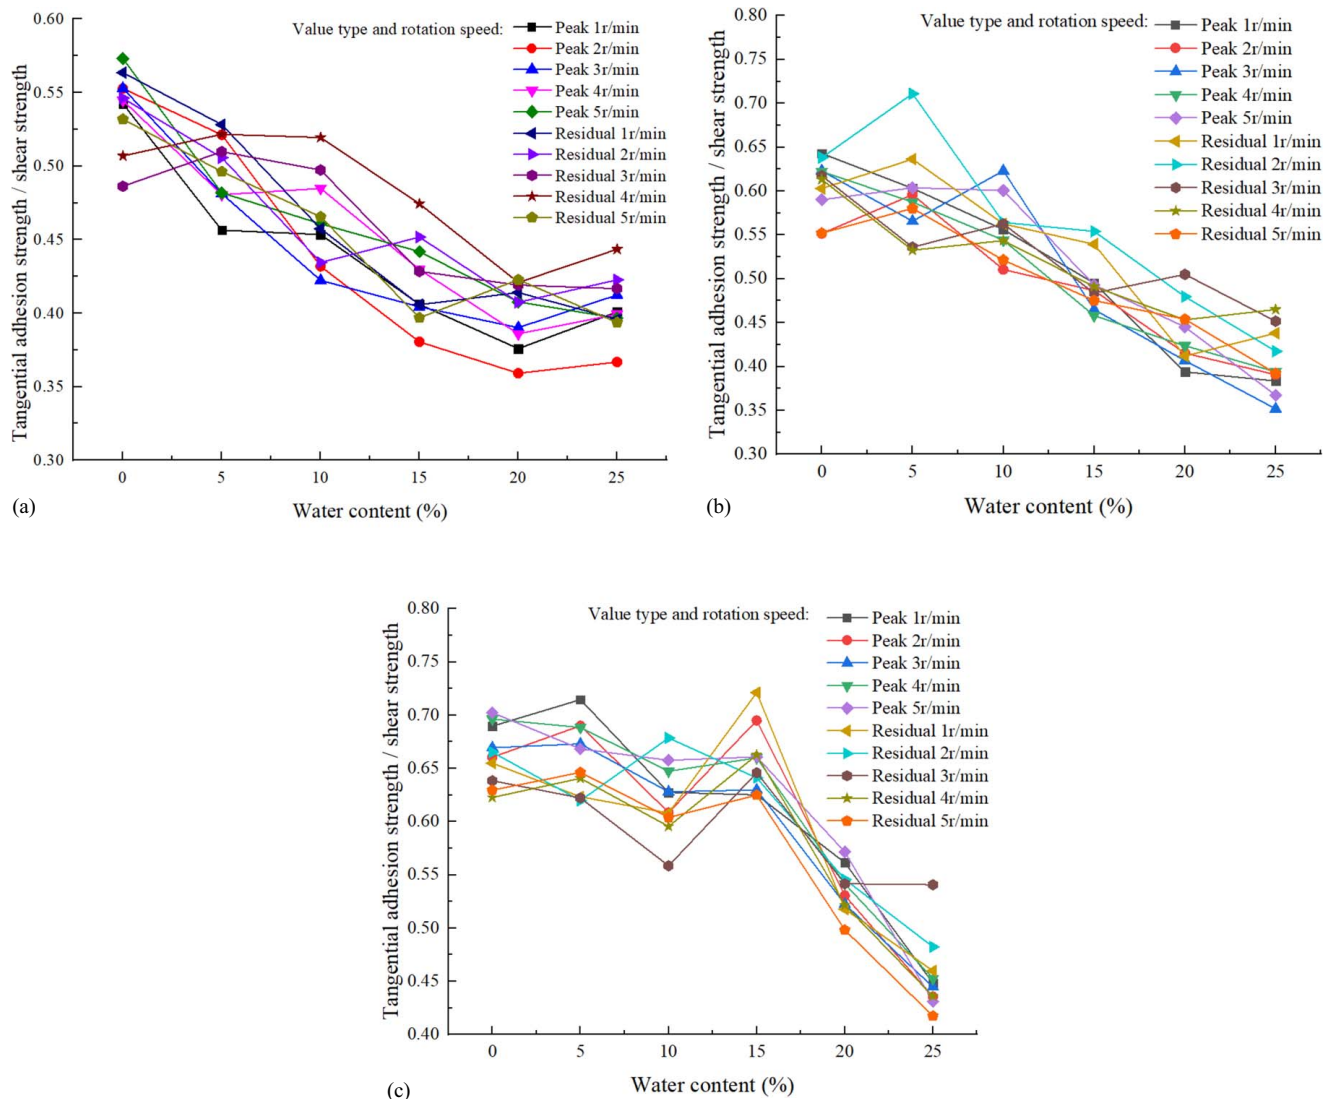 Value type and rotation speed:
Peak 1r/min
Peak 2r/min
Peak 3r/min
Peak 4r/min
Peak 5r/min
Residual 1r/min
Residual 2r/min
Residual 3r/min
Residual 4r/min
Residual 5r/min
Tangential adhesion strength / shear strength
0.60
0.55
0.50
0.45
0.40
0.35
0.30
0 5 10 15 20 25
Water content (%)
(a)
Value type and rotation speed:
Peak 1r/min
Peak 2r/min
Peak 3r/min
Peak 4r/min
Peak 5r/min
Residual 1r/min
Residual 2r/min
Residual 3r/min
Residual 4r/min
Residual 5r/min
Tangential adhesion strength / shear strength
0.80
0.75
0.70
0.65
0.60
0.55
0.50
0.45
0.40
0.35
0.30
0 5 10 15 20 25
Water content (%)
(b)
Value type and rotation speed:
Peak 1r/min
Peak 2r/min
Peak 3r/min
Peak 4r/min
Peak 5r/min
Residual 1r/min
Residual 2r/min
Residual 3r/min
Residual 4r/min
Residual 5r/min
Tangential adhesion strength / shear strength
0.80
0.75
0.70
0.65
0.60
0.55
0.50
0.45
0.40
0 5 10 15 20 25
Water content (%)
(c)